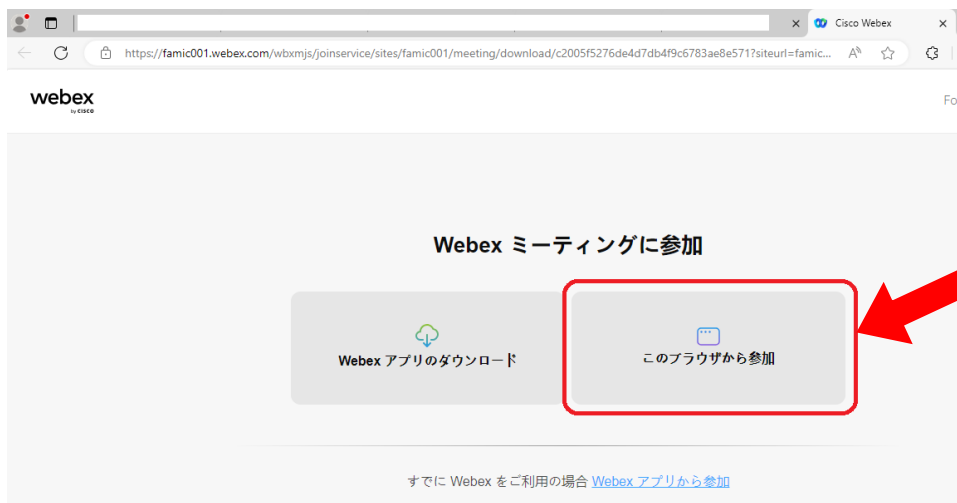 Cisco Webex
https://famic001.webex.com/wbxmjs/joinservice/sites/famic001/meeting/download/c2005f5276de4d7db4f9c6783ae8e571?siteurl=famic...
webex
by CISCO
Fo
Webex ミーティングに参加
Webex アプリのダウンロード
このブラウザから参加
すでに Webex をご利用の場合 Webex アプリから参加